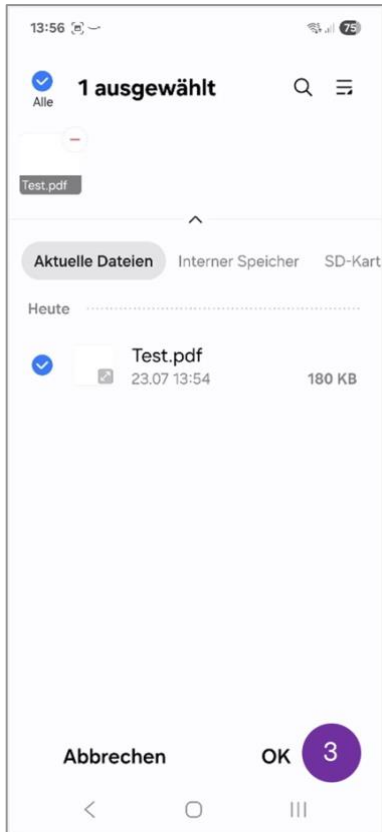 13:56 75
Alle 1 ausgewählt
Test.pdf
Aktuelle Dateien Interner Speicher SD-Kart
Heute
Test.pdf
23.07 13:54 180 KB
Abbrechen OK 3